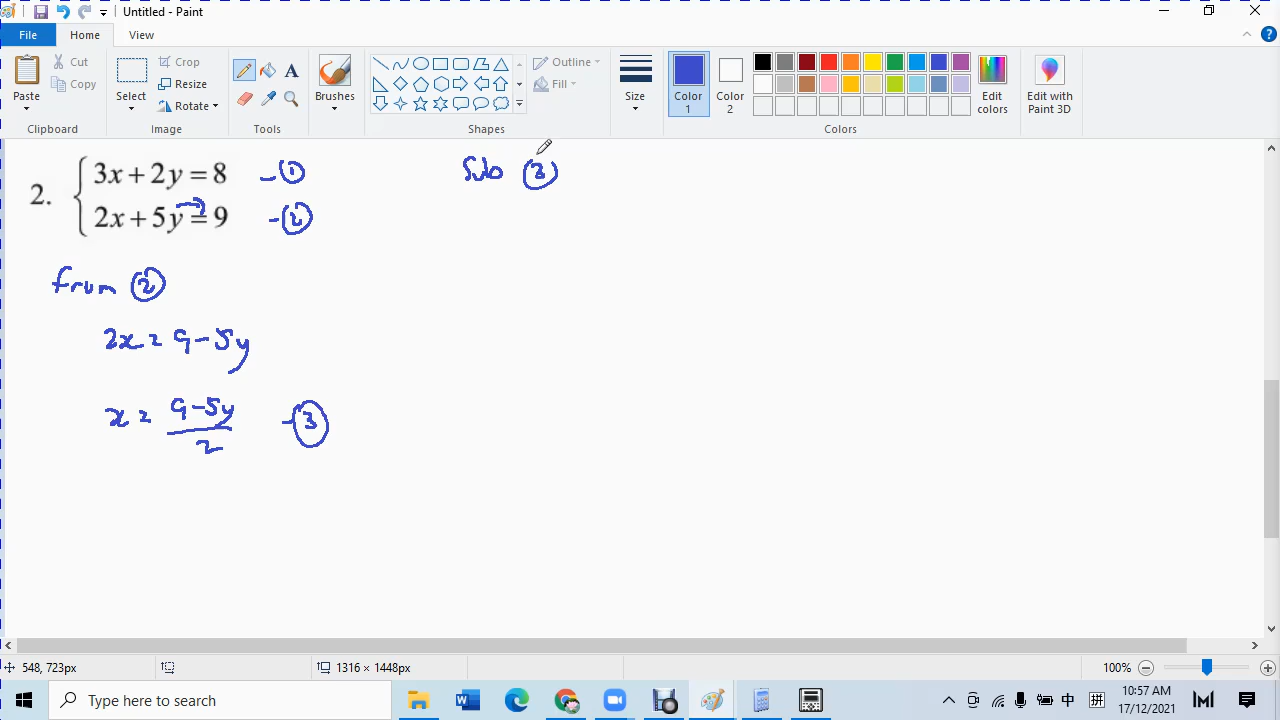 Untitled - Paint
File Home View
Paste
Cut
Copy
Clipboard
Select
Crop
Resize
Rotate
Image
A
Tools
Brushes
Outline
Fill
Shapes
Size
Color 1
Color 2
Edit colors
Colors
Edit with Paint 3D
2. 3x + 2y = 8 - ①
2x + 5y = 9 - ②
from ②
2x = 9 - 5y
x = (9 - 5y)/2 - ③
Sub ③
548, 723px
1316 × 1448px
100%
Type here to search
中
拼
10:57 AM
17/12/2021